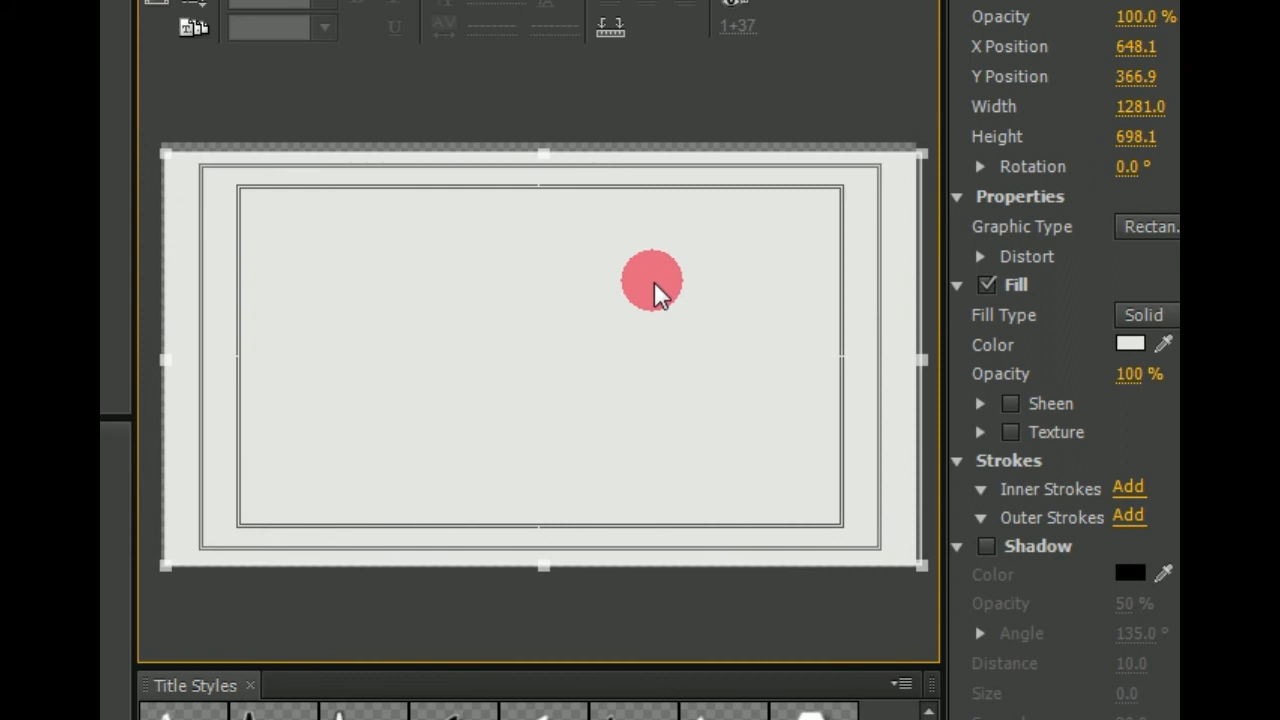 Opacity 100.0 %
X Position 648.1
1+37
Y Position 366.9
Width 1281.0
Height 698.1
Rotation 0.0 °
Properties
Graphic Type Rectan.
Distort
Fill
Fill Type Solid
Color
Opacity 100 %
Sheen
Texture
Strokes
Inner Strokes Add
Outer Strokes Add
Shadow
Color
Opacity 50 %
Angle 135.0 °
Distance 10.0
Title Styles ×
Size 0.0